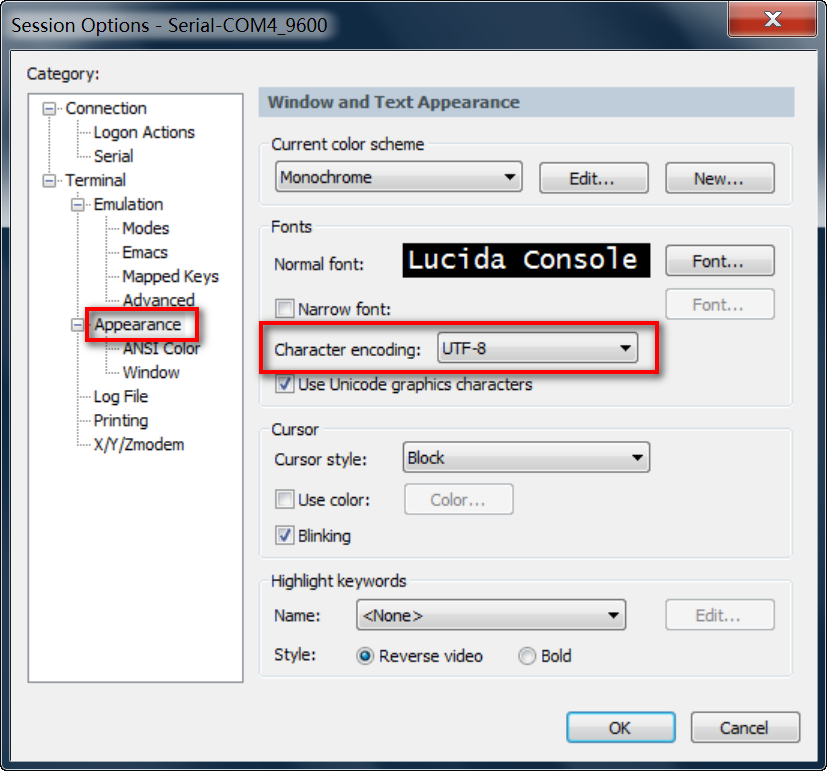 Session Options - Serial-COM4_9600
Category:
Connection
Logon Actions
Serial
Terminal
Emulation
Modes
Emacs
Mapped Keys
Advanced
Appearance
ANSI Color
Window
Log File
Printing
X/Y/Zmodem
Window and Text Appearance
Current color scheme
Monochrome Edit... New...
Fonts
Normal font: Lucida Console Font...
Narrow font: Font...
Character encoding: UTF-8
Use Unicode graphics characters
Cursor
Cursor style: Block
Use color: Color...
Blinking
Highlight keywords
Name: <None> Edit...
Style: Reverse video Bold
OK Cancel